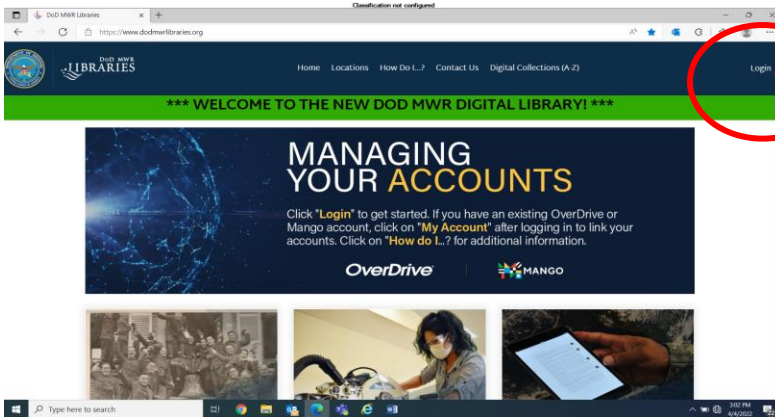 Classification not configured
DoD MWR Libraries
https://www.dodmwrlibraries.org
DoD MWR
LIBRARIES
Home Locations How Do I...? Contact Us Digital Collections (A-Z)
Login
*** WELCOME TO THE NEW DOD MWR DIGITAL LIBRARY! ***
MANAGING
YOUR ACCOUNTS
Click "Login" to get started. If you have an existing OverDrive or
Mango account, click on "My Account" after logging in to link your
accounts. Click on "How do I...? for additional information.
OverDrive
MANGO
Type here to search
3:02 PM
4/4/2022